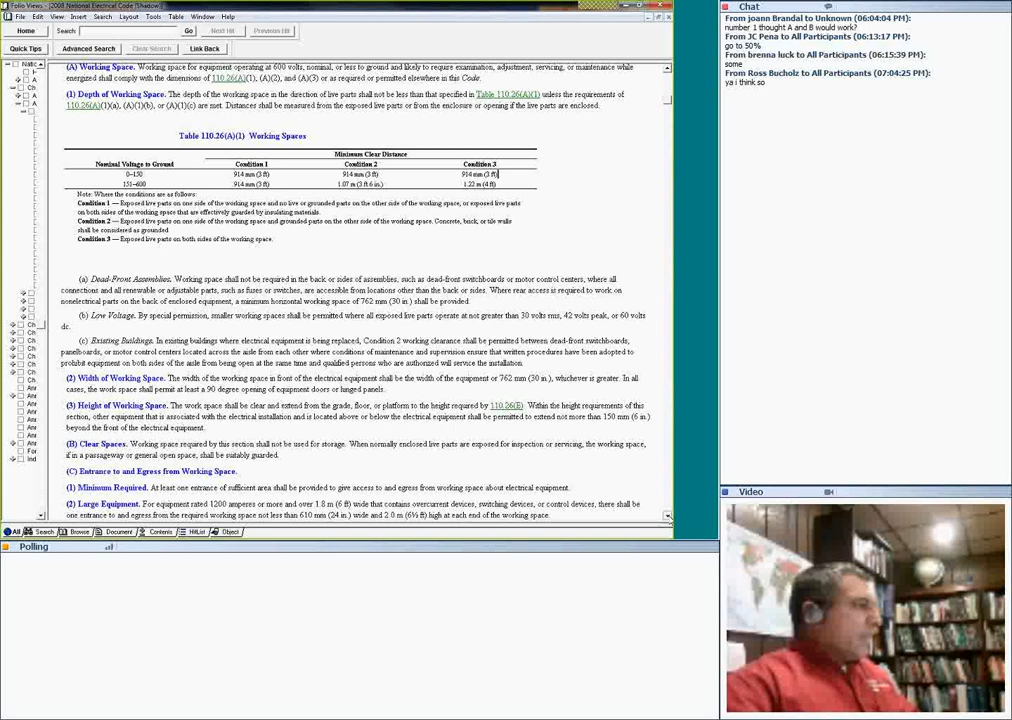 Folio Views - [2008 National Electrical Code [Shadow]]
File Edit View Insert Search Layout Tools Table Window Help
Home Search Go Next Hit Previous Hit
Quick Tips Advanced Search Clear Search Link Back
(A) Working Space. Working space for equipment operating at 600 volts, nominal, or less to ground and likely to require examination, adjustment, servicing, or maintenance while
energized shall comply with the dimensions of 110.26(A)(1), (A)(2), and (A)(3) or as required or permitted elsewhere in this Code.
(1) Depth of Working Space. The depth of the working space in the direction of live parts shall not be less than that specified in Table 110.26(A)(1) unless the requirements of
110.26(A)(1)(a), (A)(1)(b), or (A)(1)(c) are met. Distances shall be measured from the exposed live parts or from the enclosure or opening if the live parts are enclosed.
Table 110.26(A)(1) Working Spaces
Minimum Clear Distance
Nominal Voltage to Ground Condition 1 Condition 2 Condition 3
0–150 914 mm (3 ft) 914 mm (3 ft) 914 mm (3 ft)
151–600 914 mm (3 ft) 1.07 m (3 ft 6 in.) 1.22 m (4 ft)
Note: Where the conditions are as follows:
Condition 1 — Exposed live parts on one side of the working space and no live or grounded parts on the other side of the working space, or exposed live parts
on both sides of the working space that are effectively guarded by insulating materials.
Condition 2 — Exposed live parts on one side of the working space and grounded parts on the other side of the working space. Concrete, brick, or tile walls
shall be considered as grounded.
Condition 3 — Exposed live parts on both sides of the working space.
(a) Dead-Front Assemblies. Working space shall not be required in the back or sides of assemblies, such as dead-front switchboards or motor control centers, where all
connections and all renewable or adjustable parts, such as fuses or switches, are accessible from locations other than the back or sides. Where rear access is required to work on
nonelectrical parts on the back of enclosed equipment, a minimum horizontal working space of 762 mm (30 in.) shall be provided.
(b) Low Voltage. By special permission, smaller working spaces shall be permitted where all exposed live parts operate at not greater than 30 volts rms, 42 volts peak, or 60 volts
dc.
(c) Existing Buildings. In existing buildings where electrical equipment is being replaced, Condition 2 working clearance shall be permitted between dead-front switchboards,
panelboards, or motor control centers located across the aisle from each other where conditions of maintenance and supervision ensure that written procedures have been adopted to
prohibit equipment on both sides of the aisle from being open at the same time and qualified persons who are authorized will service the installation.
(2) Width of Working Space. The width of the working space in front of the electrical equipment shall be the width of the equipment or 762 mm (30 in.), whichever is greater. In all
cases, the work space shall permit at least a 90 degree opening of equipment doors or hinged panels.
(3) Height of Working Space. The work space shall be clear and extend from the grade, floor, or platform to the height required by 110.26(E). Within the height requirements of this
section, other equipment that is associated with the electrical installation and is located above or below the electrical equipment shall be permitted to extend not more than 150 mm (6 in.)
beyond the front of the electrical equipment.
(B) Clear Spaces. Working space required by this section shall not be used for storage. When normally enclosed live parts are exposed for inspection or servicing, the working space,
if in a passageway or general open space, shall be suitably guarded.
(C) Entrance to and Egress from Working Space.
(1) Minimum Required. At least one entrance of sufficient area shall be provided to give access to and egress from working space about electrical equipment.
(2) Large Equipment. For equipment rated 1200 amperes or more and over 1.8 m (6 ft) wide that contains overcurrent devices, switching devices, or control devices, there shall be
one entrance to and egress from the required working space not less than 610 mm (24 in.) wide and 2.0 m (6½ ft) high at each end of the working space.
All Search Browse Document Contents HitList Object
Polling
Chat
From joann Brandal to Unknown (06:04:04 PM):
number 1 thought A and B would work?
From JC Pena to All Participants (06:13:17 PM):
go to 50%
From brenna luck to All Participants (06:15:39 PM):
some
From Ross Bucholz to All Participants (07:04:25 PM):
ya i think so
Video